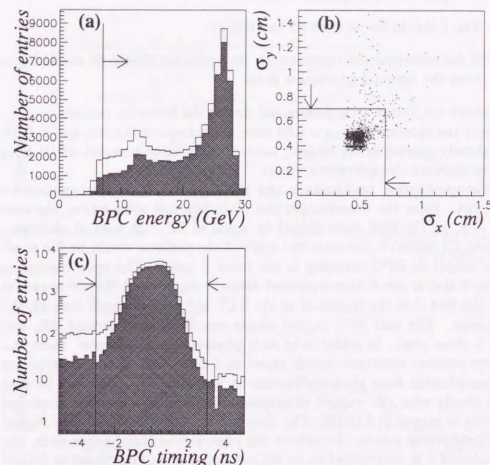 (a)
Number of entries
9000
8000
7000
6000
5000
4000
3000
2000
1000
0
0 10 20 30
BPC energy (GeV)
(b)
σy (cm)
1.4
1.2
1
0.8
0.6
0.4
0.2
0
0 0.5 1 1.5
σx (cm)
(c)
Number of entries
10^4
10^3
10^2
10
1
-4 -2 0 2 4
BPC timing (ns)